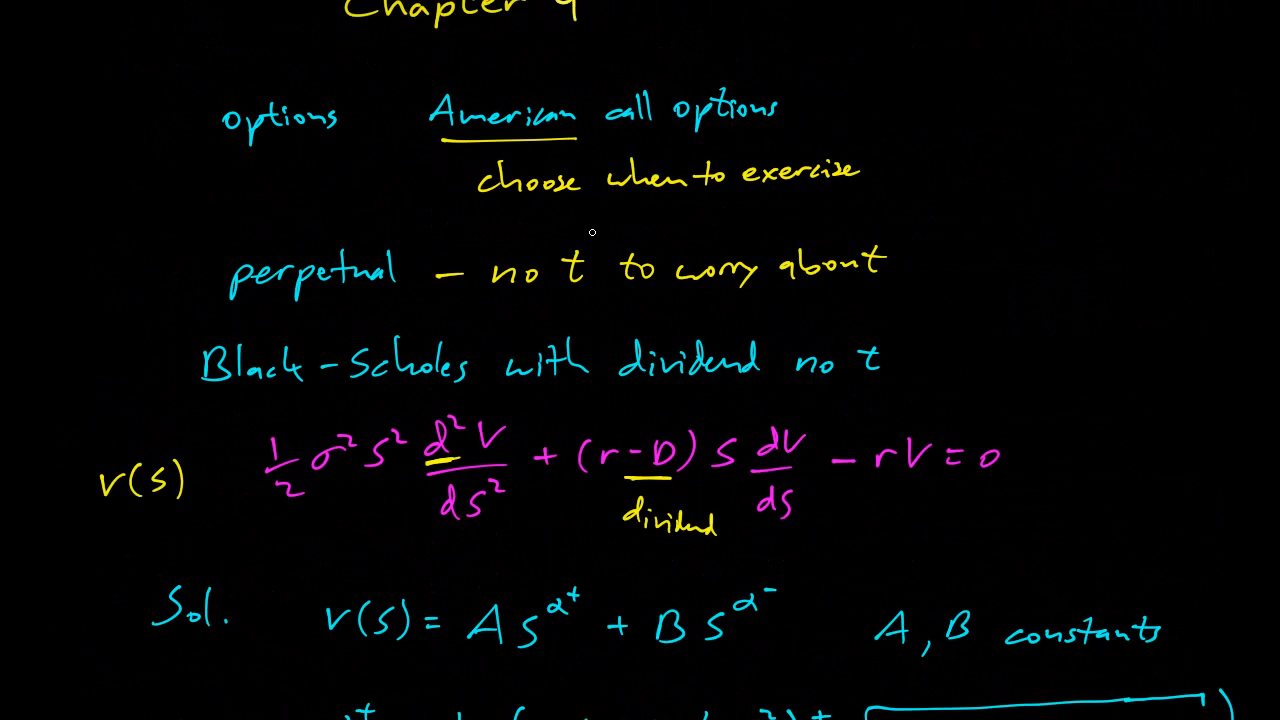 Chapter 9
options American call options
choose when to exercise
perpetual – no t to worry about
Black-Scholes with dividend no t
V(S) 1/2 σ² S² d²V/dS² + (r-D) S dV/dS - rV = 0
dividend
Sol. V(S) = A S^α⁺ + B S^α⁻ A, B constants